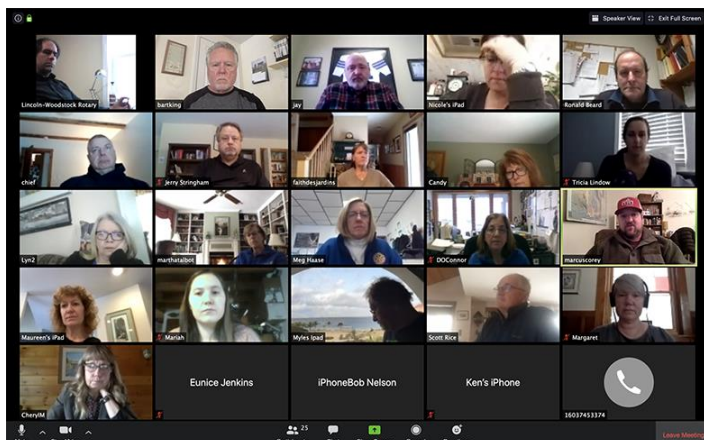 Speaker View
Exit Full Screen
Lincoln-Woodstock Rotary
bartking
jay
Nicole's iPad
Ronald Beard
chief
Jerry Stringham
faithdesjardins
Candy
Tricia Lindow
Lyn2
marthatalbot
Meg Haase
DOConnor
marcuscorey
Maureen's iPad
Mariah
Myles Ipad
Scott Rice
Margaret
CherylM
Eunice Jenkins
iPhoneBob Nelson
Ken's iPhone
16037453374
25
Leave Meeting